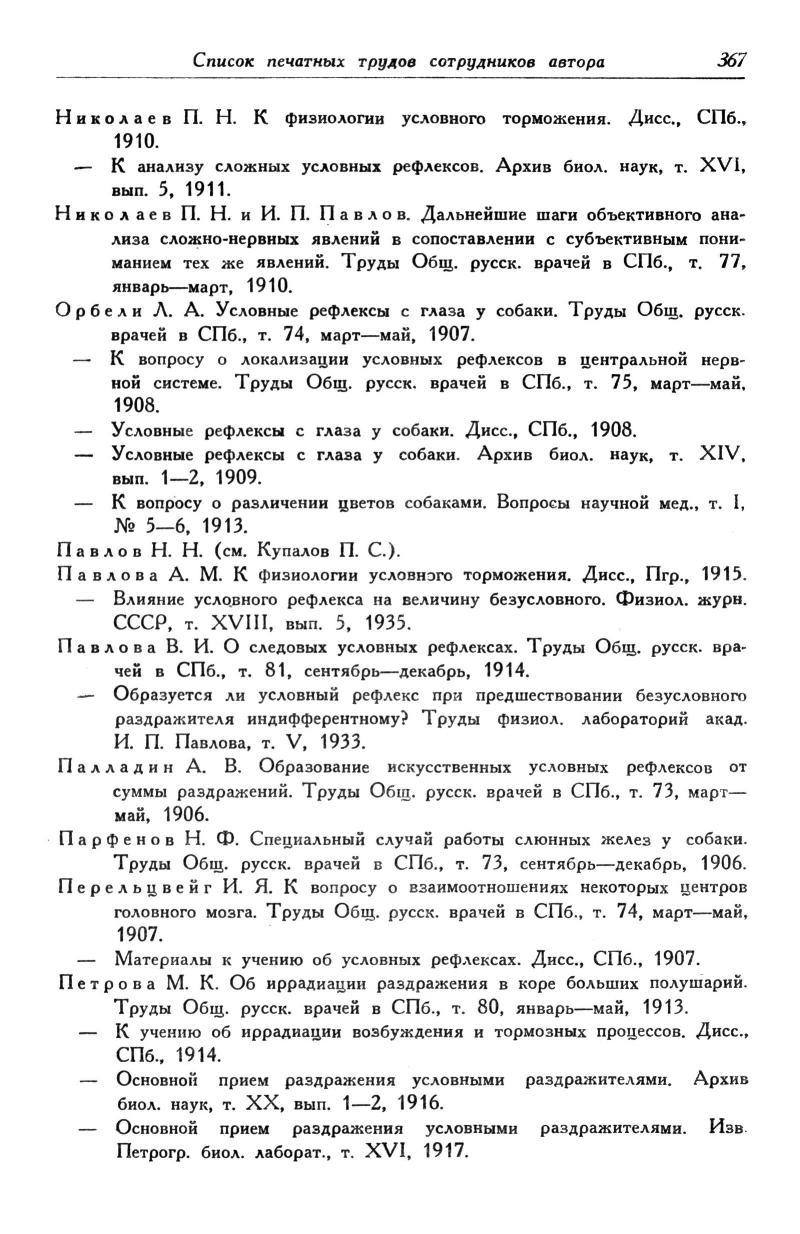 Список печатных трудов сотрудников автора 367
Николаев П. Н. К физиологии условного торможения. Дисс., СПб.,
1910.
— К анализу сложных условных рефлексов. Архив биол. наук, т. XVI,
вып. 5, 1911.
Николаев П. Н. и И. П. Павлов. Дальнейшие шаги объективного ана-
лиза сложно-нервных явлений в сопоставлении с субъективным пони-
манием тех же явлений. Труды Общ. русск. врачей в СПб., т. 77,
январь—март, 1910.
Орбели Л. А. Условные рефлексы с глаза у собаки. Труды Общ. русск.
врачей в СПб., т. 74, март—май, 1907.
— К вопросу о локализации условных рефлексов в центральной нерв-
ной системе. Труды Общ. русск. врачей в СПб., т. 75, март—май,
1908.
— Условные рефлексы с глаза у собаки. Дисс., СПб., 1908.
— Условные рефлексы с глаза у собаки. Архив биол. наук, т. XIV,
вып. 1—2, 1909.
— К вопросу о различении цветов собаками. Вопросы научной мед., т. I,
№ 5—6, 1913.
Павлов Н. Н. (см. Купалов П. С.).
Павлова А. М. К физиологии условного торможения. Дисс., Пгр., 1915.
— Влияние условного рефлекса на величину безусловного. Физиол. журн.
СССР, т. XVIII, вып. 5, 1935.
Павлова В. И. О следовых условных рефлексах. Труды Общ. русск. вра-
чей в СПб., т. 81, сентябрь—декабрь, 1914.
— Образуется ли условный рефлекс при предшествовании безусловного
раздражителя индифферентному? Труды физиол. лабораторий акад.
И. П. Павлова, т. V, 1933.
Палладин А. В. Образование искусственных условных рефлексов от
суммы раздражений. Труды Общ. русск. врачей в СПб., т. 73, март—
май, 1906.
Парфенов Н. Ф. Специальный случай работы слюнных желез у собаки.
Труды Общ. русск. врачей в СПб., т. 73, сентябрь—декабрь, 1906.
Перельцвейг И. Я. К вопросу о взаимоотношениях некоторых центров
головного мозга. Труды Общ. русск. врачей в СПб., т. 74, март—май,
1907.
— Материалы к учению об условных рефлексах. Дисс., СПб., 1907.
Петрова М. К. Об иррадиации раздражения в коре больших полушарий.
Труды Общ. русск. врачей в СПб., т. 80, январь—май, 1913.
— К учению об иррадиации возбуждения и тормозных процессов. Дисс.,
СПб., 1914.
— Основной прием раздражения условными раздражителями. Архив
биол. наук, т. XX, вып. 1—2, 1916.
— Основной прием раздражения условными раздражителями. Изв.
Петрогр. биол. лаборат., т. XVI, 1917.